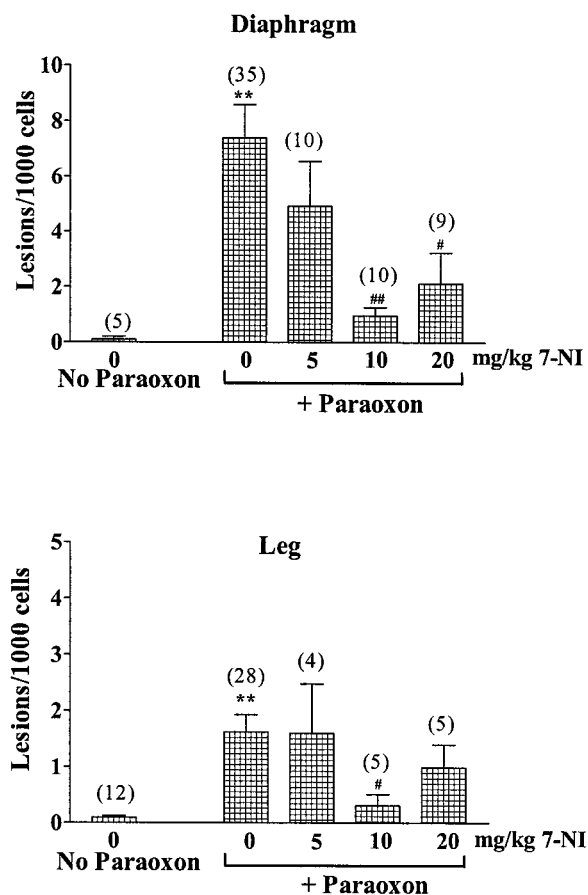 Diaphragm
Lesions/1000 cells
10
8
6
4
2
0
(5)
(35)
**
(10)
(10)
##
(9)
#
0 0 5 10 20 mg/kg 7-NI
No Paraoxon
+ Paraoxon
Leg
Lesions/1000 cells
5
4
3
2
1
0
(12)
(28)
**
(4)
(5)
#
(5)
0 0 5 10 20 mg/kg 7-NI
No Paraoxon
+ Paraoxon